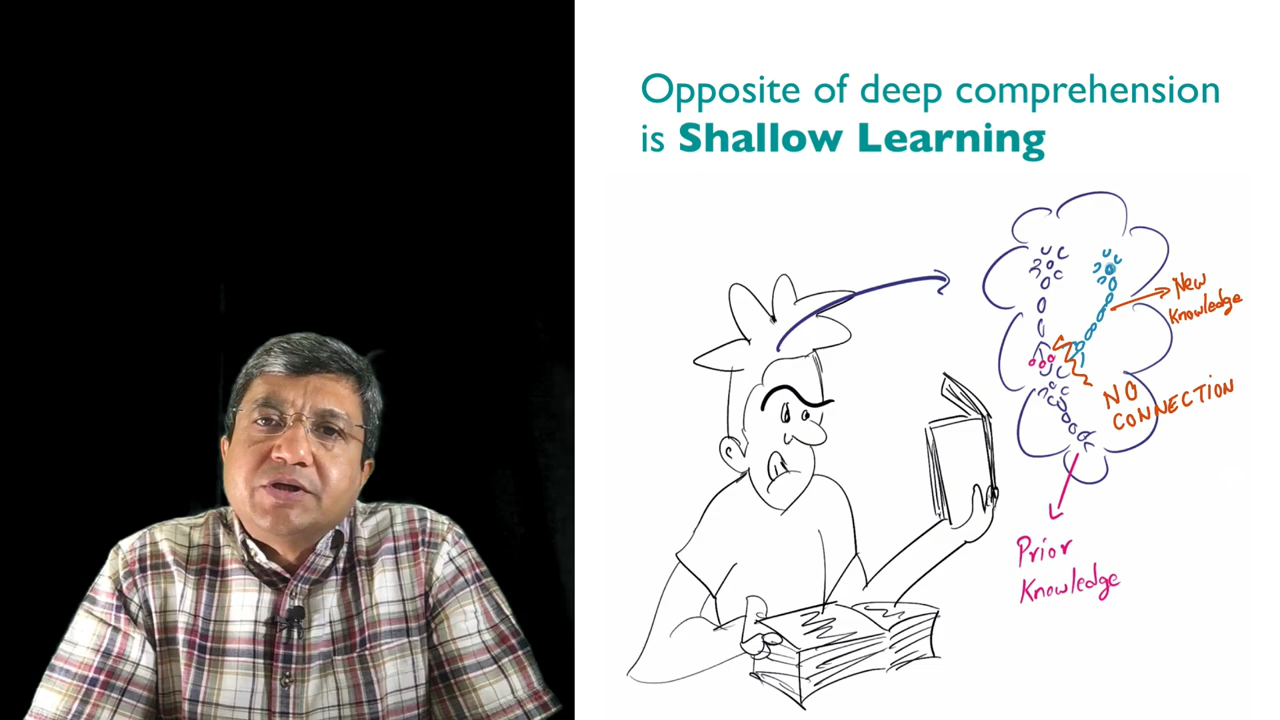 Opposite of deep comprehension
is Shallow Learning
New
Knowledge
NO
CONNECTION
Prior
Knowledge